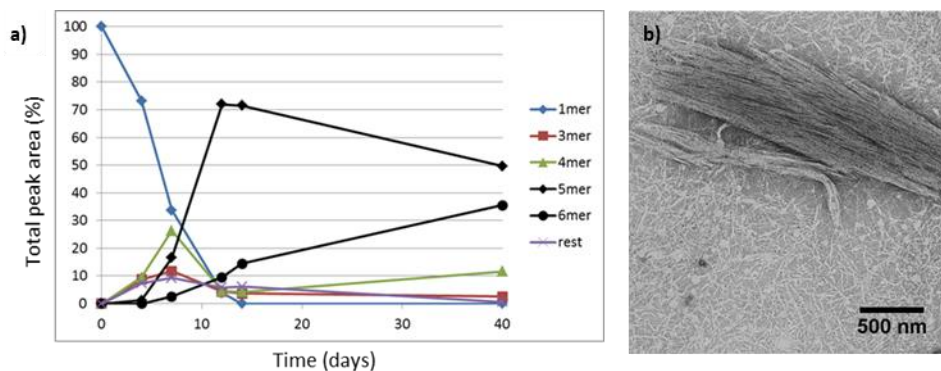 a)
100
90
80
70
60
50
40
30
20
10
0
Total peak area (%)
0 10 20 30 40
Time (days)
1mer
3mer
4mer
5mer
6mer
rest
b)
500 nm